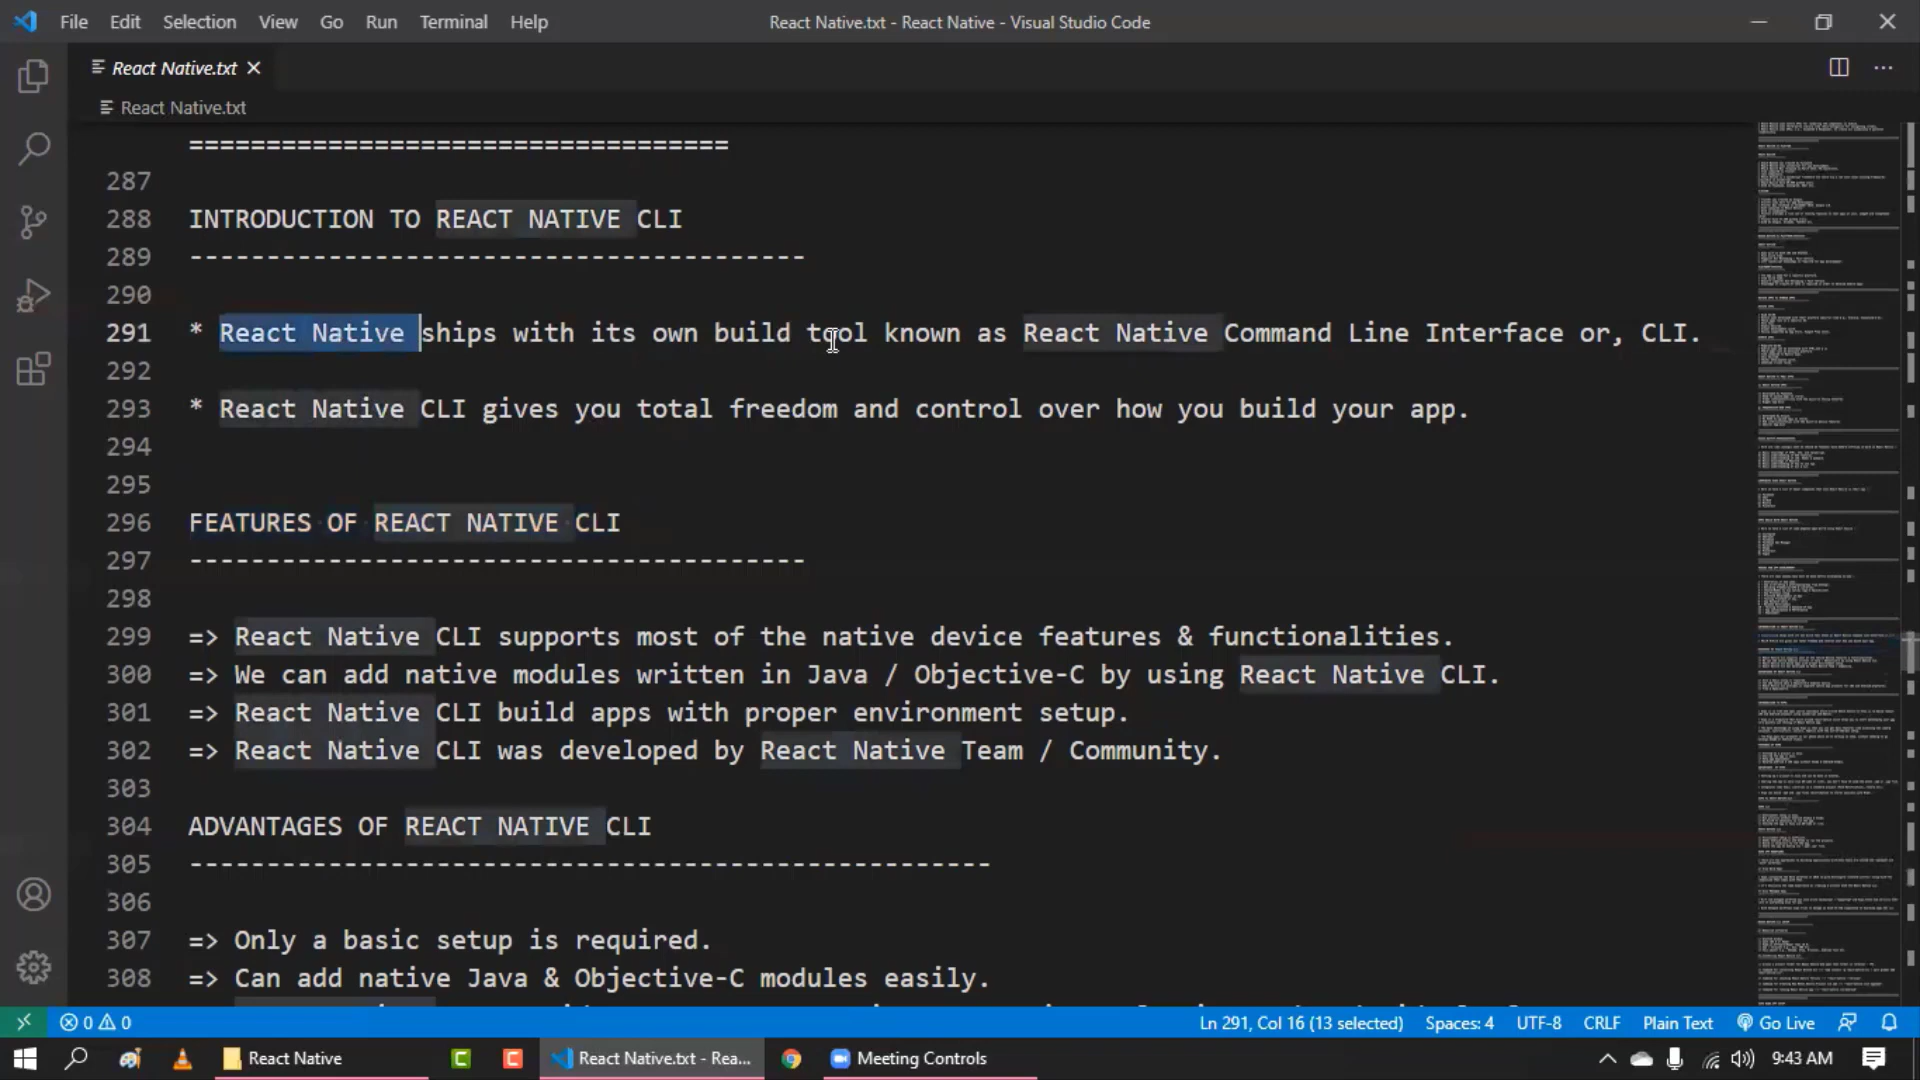 File Edit Selection View Go Run Terminal Help React Native.txt - React Native - Visual Studio Code
React Native.txt
React Native.txt
==================================
287
288 INTRODUCTION TO REACT NATIVE CLI
289 ----------------------------------------
290
291 * React Native ships with its own build tool known as React Native Command Line Interface or, CLI.
292
293 * React Native CLI gives you total freedom and control over how you build your app.
294
295
296 FEATURES OF REACT NATIVE CLI
297 ----------------------------------------
298
299 => React Native CLI supports most of the native device features & functionalities.
300 => We can add native modules written in Java / Objective-C by using React Native CLI.
301 => React Native CLI build apps with proper environment setup.
302 => React Native CLI was developed by React Native Team / Community.
303
304 ADVANTAGES OF REACT NATIVE CLI
305 ----------------------------------------------------
306
307 => Only a basic setup is required.
308 => Can add native Java & Objective-C modules easily.
0 0 Ln 291, Col 16 (13 selected) Spaces: 4 UTF-8 CRLF Plain Text Go Live
React Native C C React Native.txt - Rea... Meeting Controls 9:43 AM